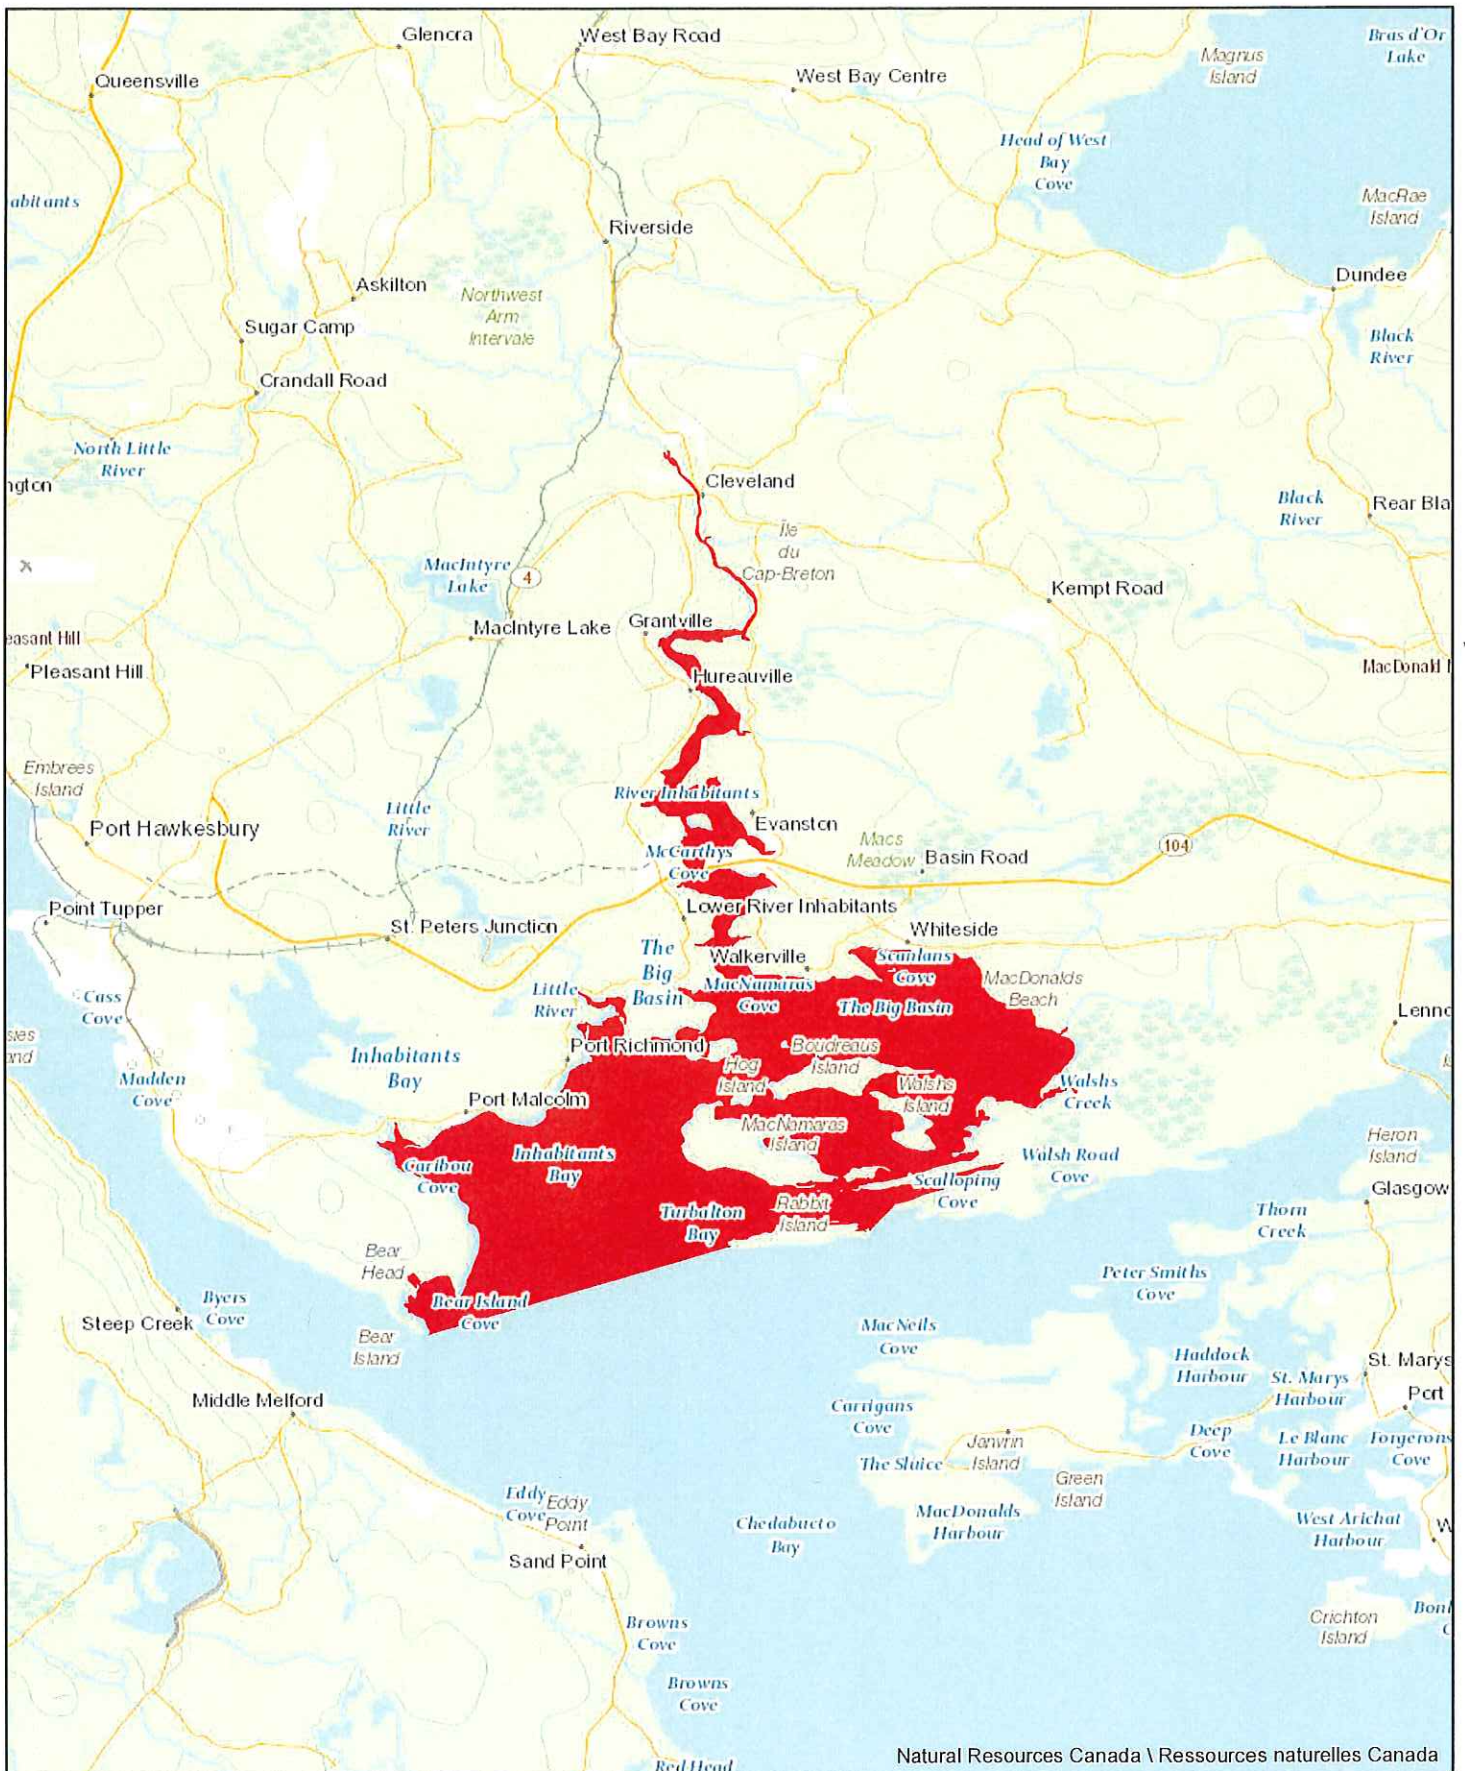 Glencra
West Bay Road
Bras d'Or
Lake
Magnus
Island
Queensville
West Bay Centre
Head of West
Bay
Cove
abitants
MacRae
Island
Riverside
Dundee
Askilton
Northwest
Arm
Intervale
Sugar Camp
Black
River
Crandall Road
North Little
River
ngton
Cleveland
Black
River
Rear Bla
Île
du
Cap-Breton
MacIntyre
Lake
4
Kempt Road
Grantville
MacIntyre Lake
easant Hill
Pleasant Hill
MacDonald
Hureauville
Embrees
Island
River Inhabitants
Little
River
Port Hawkesbury
Evanston
Macs
Meadow
Basin Road
104
McCarthys
Cove
Point Tupper
Lower River Inhabitants
St. Peters Junction
Whiteside
The
Big
Basin
Walkerville
Scanlans
Cove
MacDonalds
Beach
MacNamaras
Cove
The Big Basin
Little
River
Cass
Cove
Lenno
Inhabitants
Bay
Port Richmond
Boudreaus
Island
Hog
Island
Walshs
Island
Walshs
Creek
Madden
Cove
Port Malcolm
MacNamaras
Island
Heron
Island
Inhabitants
Bay
Caribou
Cove
Walsh Road
Cove
Scalloping
Cove
Glasgow
Turbalton
Bay
Rabbit
Island
Thorn
Creek
Bear
Head
Peter Smiths
Cove
Byers
Cove
Bear Island
Cove
Steep Creek
Bear
Island
MacNeils
Cove
Haddock
Harbour
St. Marys
St. Marys
Harbour
Port
Middle Melford
Carrigans
Cove
Deep
Cove
Le Blanc
Harbour
Forgerons
Cove
Janvrin
Island
The Sluice
Green
Island
Eddy
Cove
Eddy
Point
MacDonalds
Harbour
West Arichat
Harbour
W
Chedabucto
Bay
Sand Point
Crichton
Island
Browns
Cove
Browns
Cove
Red Head
Natural Resources Canada \ Ressources naturelles Canada